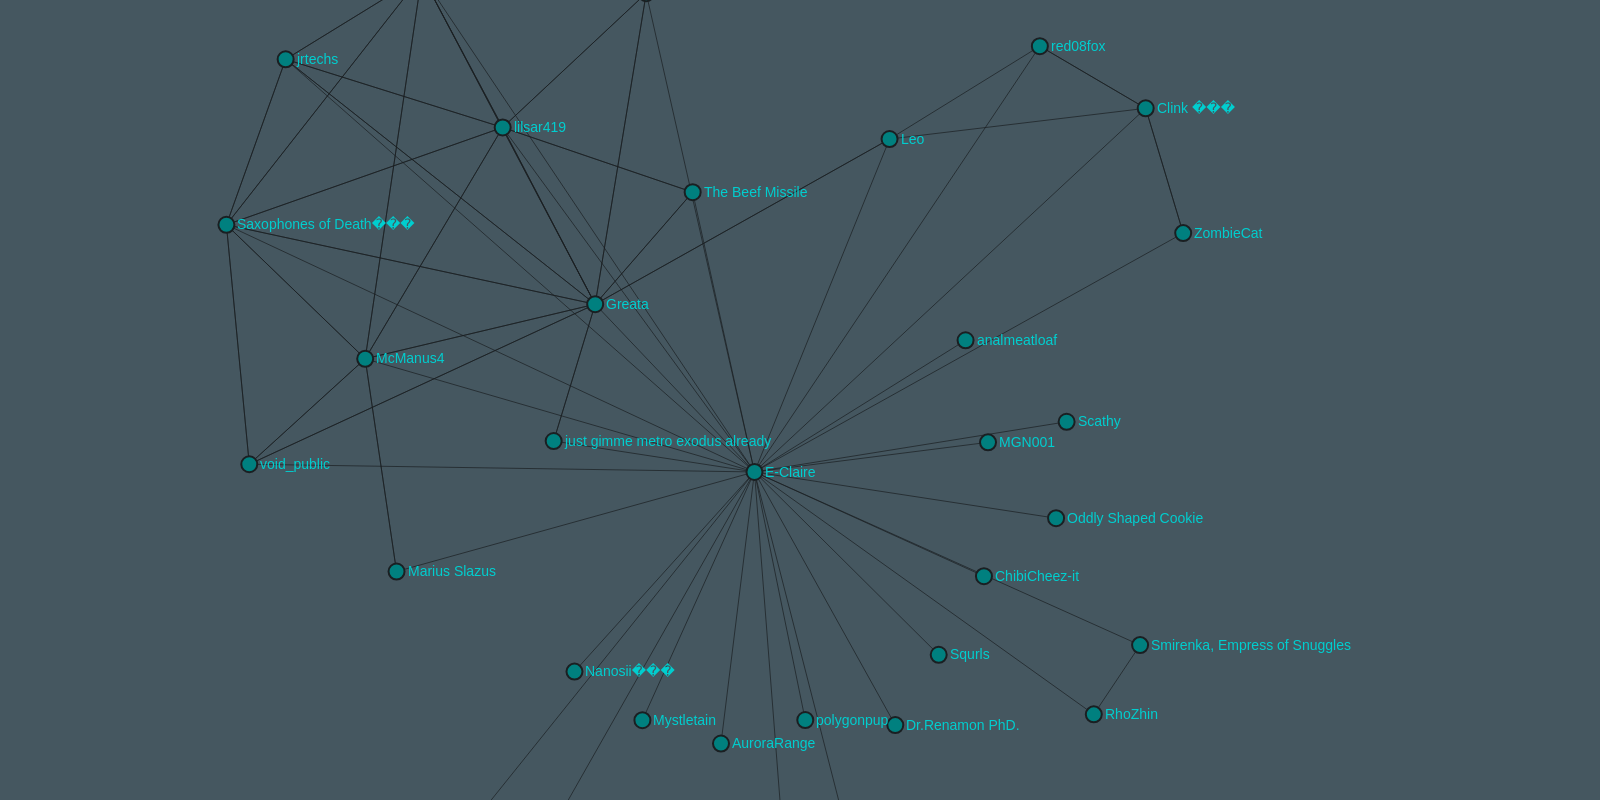 red08fox
jrtechs
Clink ���
lilsar419
Leo
The Beef Missile
Saxophones of Death���
ZombieCat
Greata
analmeatloaf
McManus4
Scathy
just gimme metro exodus already
MGN001
void_public
E-Claire
Oddly Shaped Cookie
Marius Slazus
ChibiCheez-it
Smirenka, Empress of Snuggles
Squrls
Nanosii���
RhoZhin
Mystletain
polygonpup
Dr.Renamon PhD.
AuroraRange